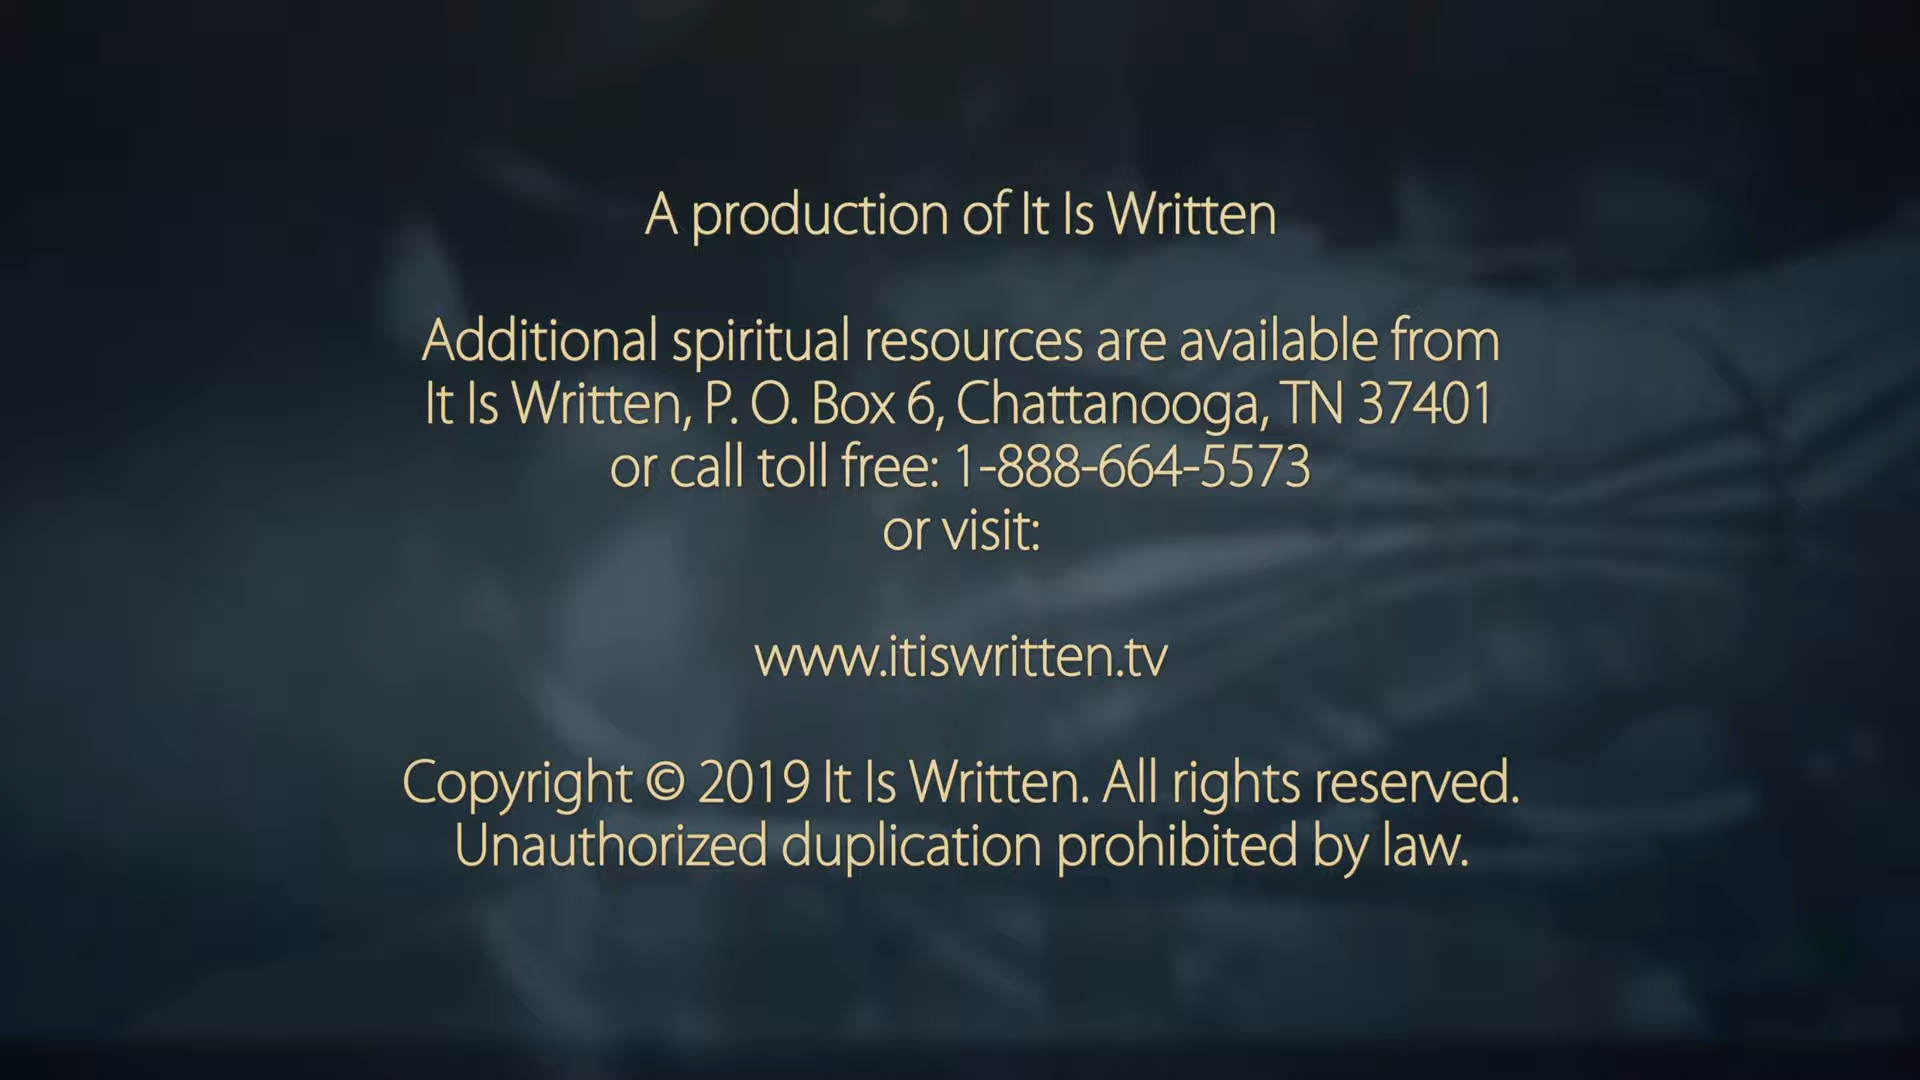 A production of It Is Written
Additional spiritual resources are available from
It Is Written, P. O. Box 6, Chattanooga, TN 37401
or call toll free: 1-888-664-5573
or visit:
www.itiswritten.tv
Copyright © 2019 It Is Written. All rights reserved.
Unauthorized duplication prohibited by law.